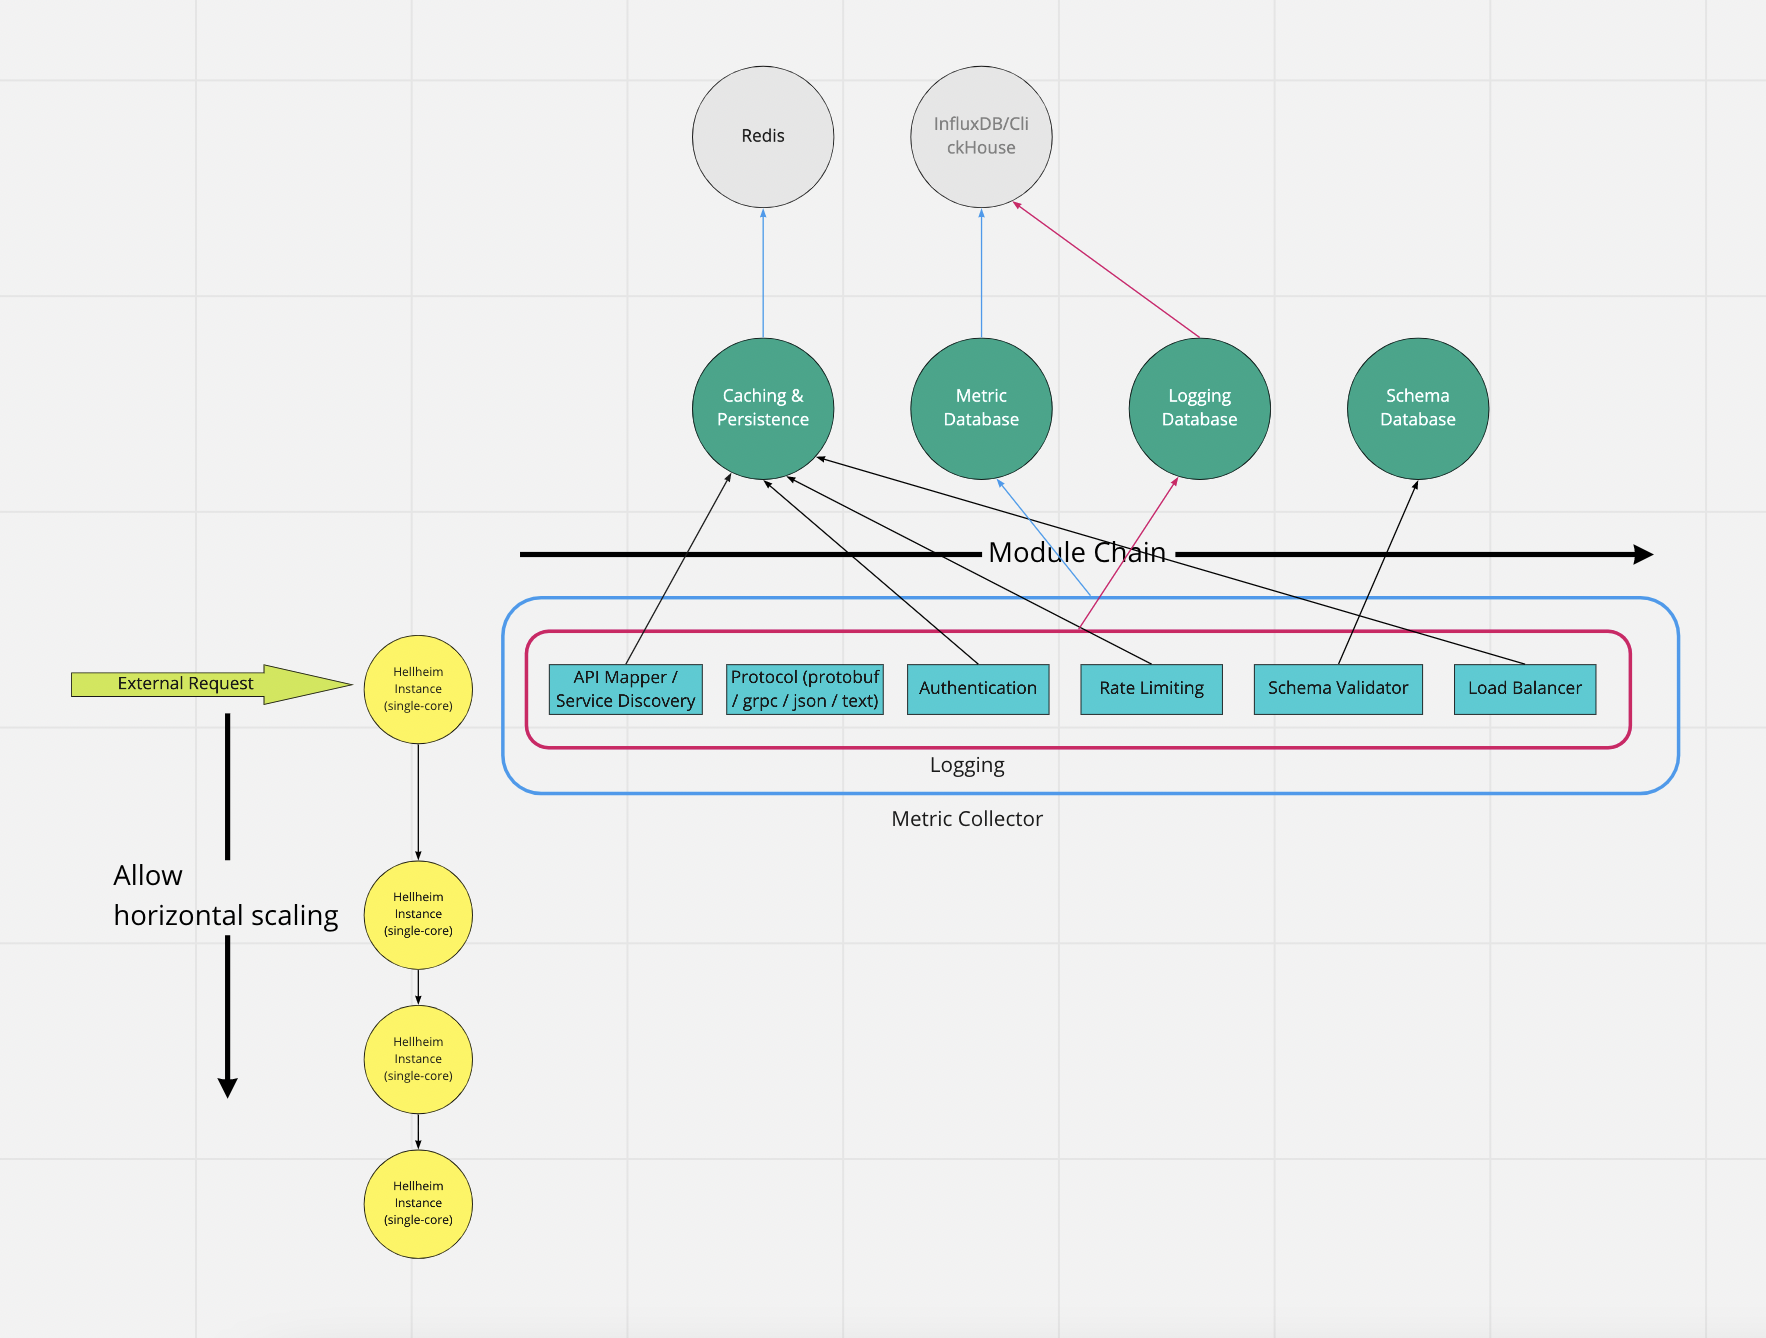 Redis
InfluxDB/Cli
ckHouse
Caching &
Persistence
Metric
Database
Logging
Database
Schema
Database
Module Chain
External Request
Hellheim
Instance
(single-core)
API Mapper /
Service Discovery
Protocol (protobuf
/ grpc / json / text)
Authentication
Rate Limiting
Schema Validator
Load Balancer
Logging
Metric Collector
Allow
horizontal scaling
Hellheim
Instance
(single-core)
Hellheim
Instance
(single-core)
Hellheim
Instance
(single-core)